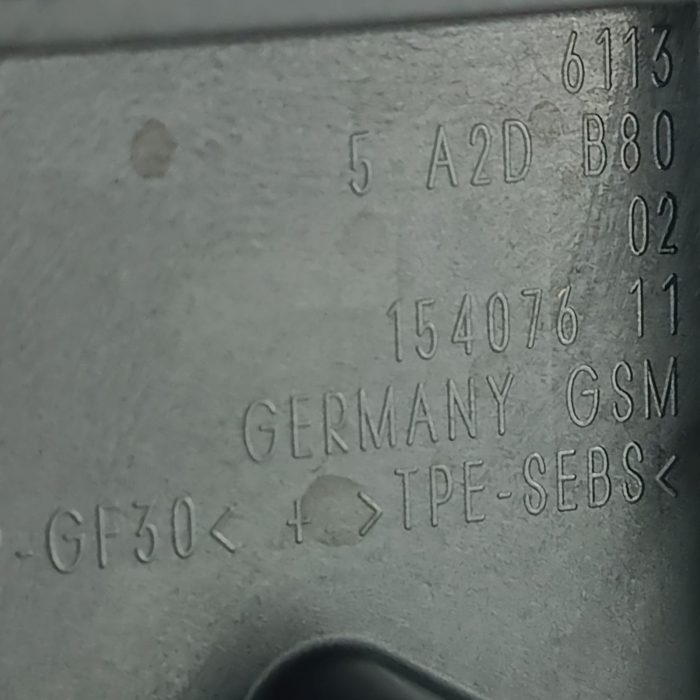 6113
5 A2D B80
02
154076 11
GERMANY GSM
-GF30< + >TPE-SEBS<